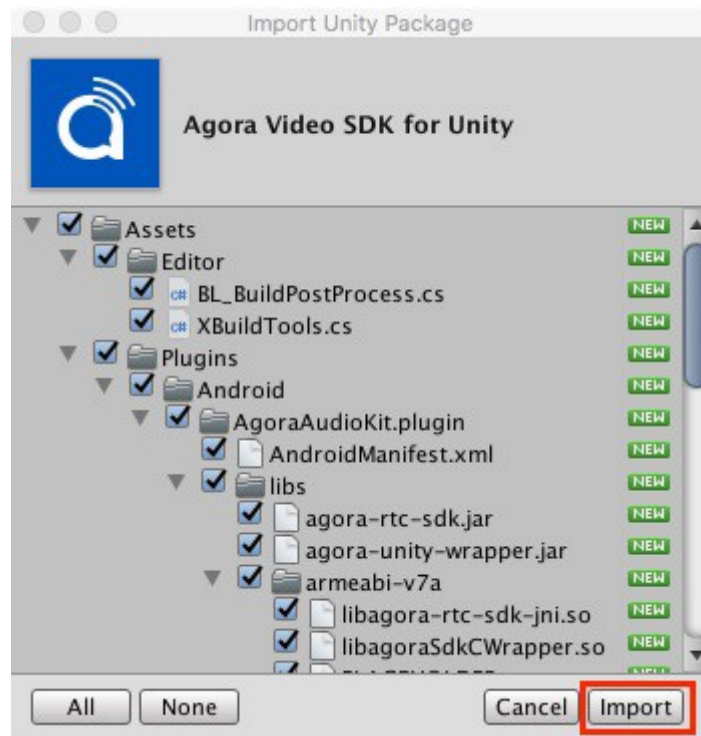 Import Unity Package
Agora Video SDK for Unity
Assets NEW
Editor NEW
c# BL_BuildPostProcess.cs NEW
c# XBuildTools.cs NEW
Plugins NEW
Android NEW
AgoraAudioKit.plugin NEW
AndroidManifest.xml NEW
libs NEW
agora-rtc-sdk.jar NEW
agora-unity-wrapper.jar NEW
armeabi-v7a NEW
libagora-rtc-sdk-jni.so NEW
libagoraSdkCWrapper.so NEW
All None Cancel Import